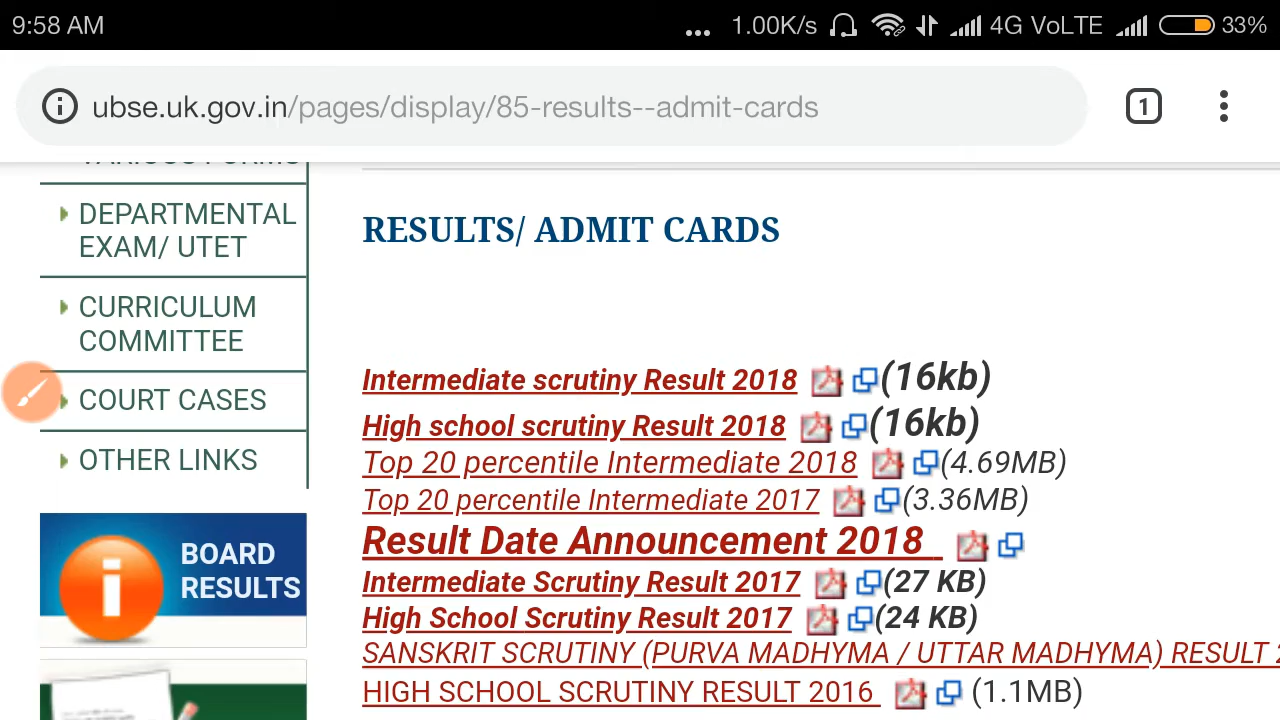 9:58 AM
... 1.00K/s 4G VoLTE 33%
ubse.uk.gov.in/pages/display/85-results--admit-cards
1
VARIOUS FORMS
DEPARTMENTAL
EXAM/ UTET
CURRICULUM
COMMITTEE
COURT CASES
OTHER LINKS
BOARD
RESULTS
RESULTS/ ADMIT CARDS
Intermediate scrutiny Result 2018 (16kb)
High school scrutiny Result 2018 (16kb)
Top 20 percentile Intermediate 2018 (4.69MB)
Top 20 percentile Intermediate 2017 (3.36MB)
Result Date Announcement 2018
Intermediate Scrutiny Result 2017 (27 KB)
High School Scrutiny Result 2017 (24 KB)
SANSKRIT SCRUTINY (PURVA MADHYMA / UTTAR MADHYMA) RESULT
HIGH SCHOOL SCRUTINY RESULT 2016 (1.1MB)